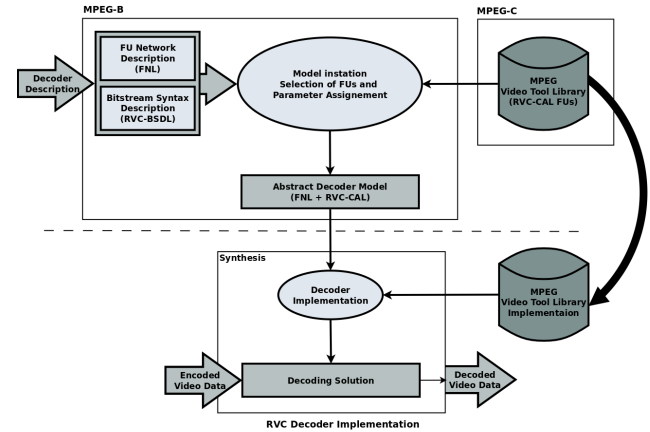 MPEG-B
MPEG-C
Decoder
Description
FU Network
Description
(FNL)
Bitstream Syntax
Description
(RVC-BSDL)
Model instation
Selection of FUs and
Parameter Assignement
MPEG
Video Tool Library
(RVC-CAL FUs)
Abstract Decoder Model
(FNL + RVC-CAL)
Synthesis
Decoder
Implementation
MPEG
Video Tool Library
Implementaion
Encoded
Video Data
Decoding Solution
Decoded
Video Data
RVC Decoder Implementation